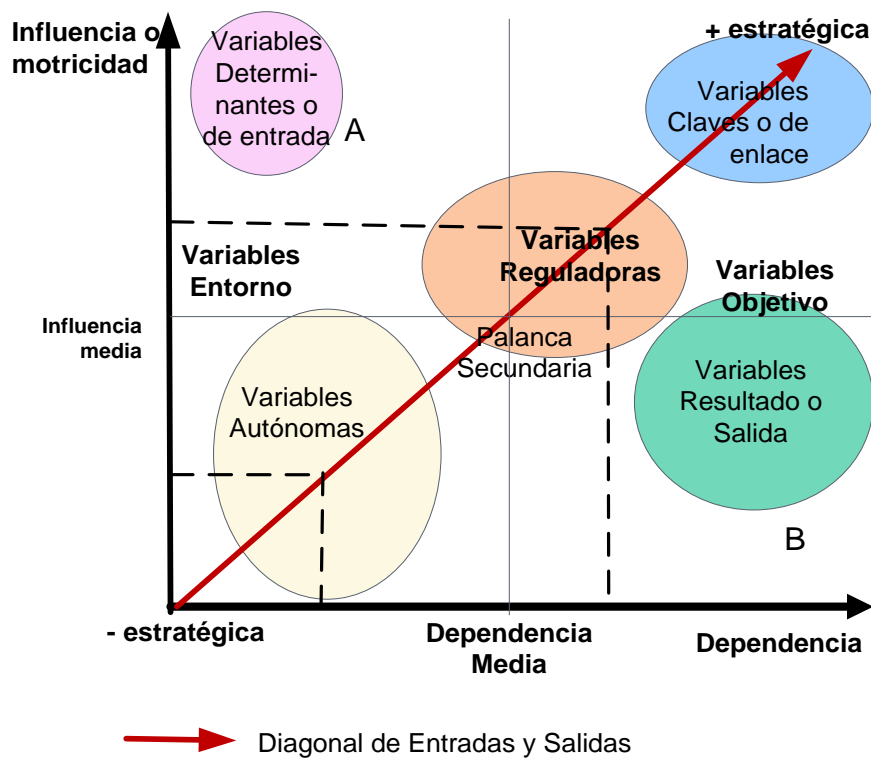 Influencia o
motricidad
Variables
Determi-
nantes o
de entrada
A
+ estratégica
Variables
Claves o de
enlace
Variables
Entorno
Variables
Reguladoras
Variables
Objetivo
Influencia
media
Palanca
Secundaria
Variables
Autónomas
Variables
Resultado o
Salida
B
- estratégica
Dependencia
Media
Dependencia
Diagonal de Entradas y Salidas